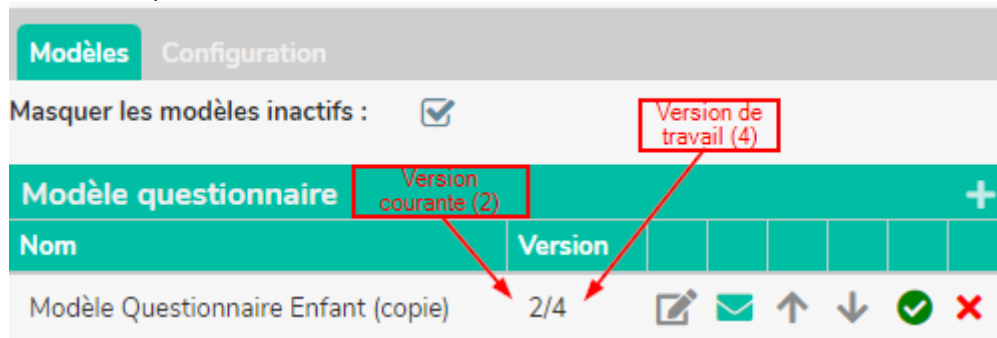 Modèles Configuration
Masquer les modèles inactifs :
Version de
travail (4)
Modèle questionnaire
Version
courante (2)
Nom Version
Modèle Questionnaire Enfant (copie) 2/4